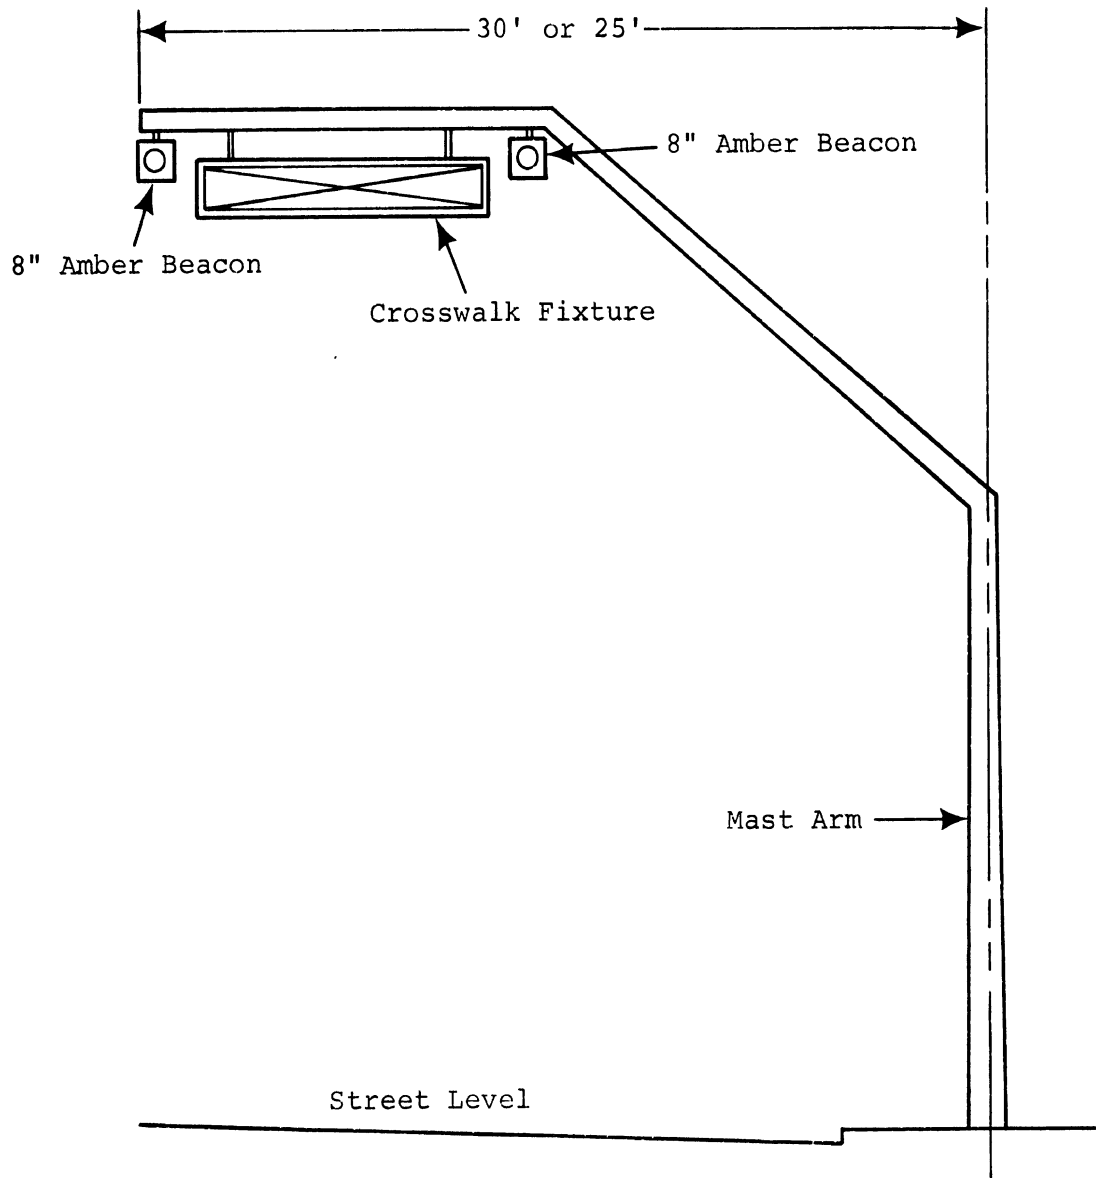 30' or 25'
8" Amber Beacon
8" Amber Beacon
Crosswalk Fixture
Mast Arm
Street Level